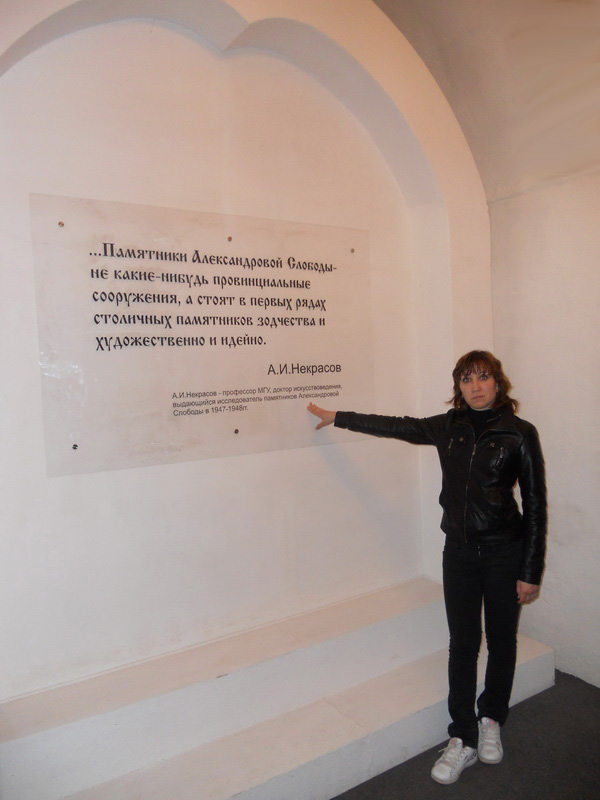 ...Памятники Александровой Слободы-
не какие-нибудь провинциальные
сооружения, а стоят в первых рядах
столичных памятников зодчества и
художественно и идейно.
А.И.Некрасов
А.И.Некрасов - профессор МГУ, доктор искусствоведения,
выдающийся исследователь памятников Александровой
Слободы в 1947-1948гг.